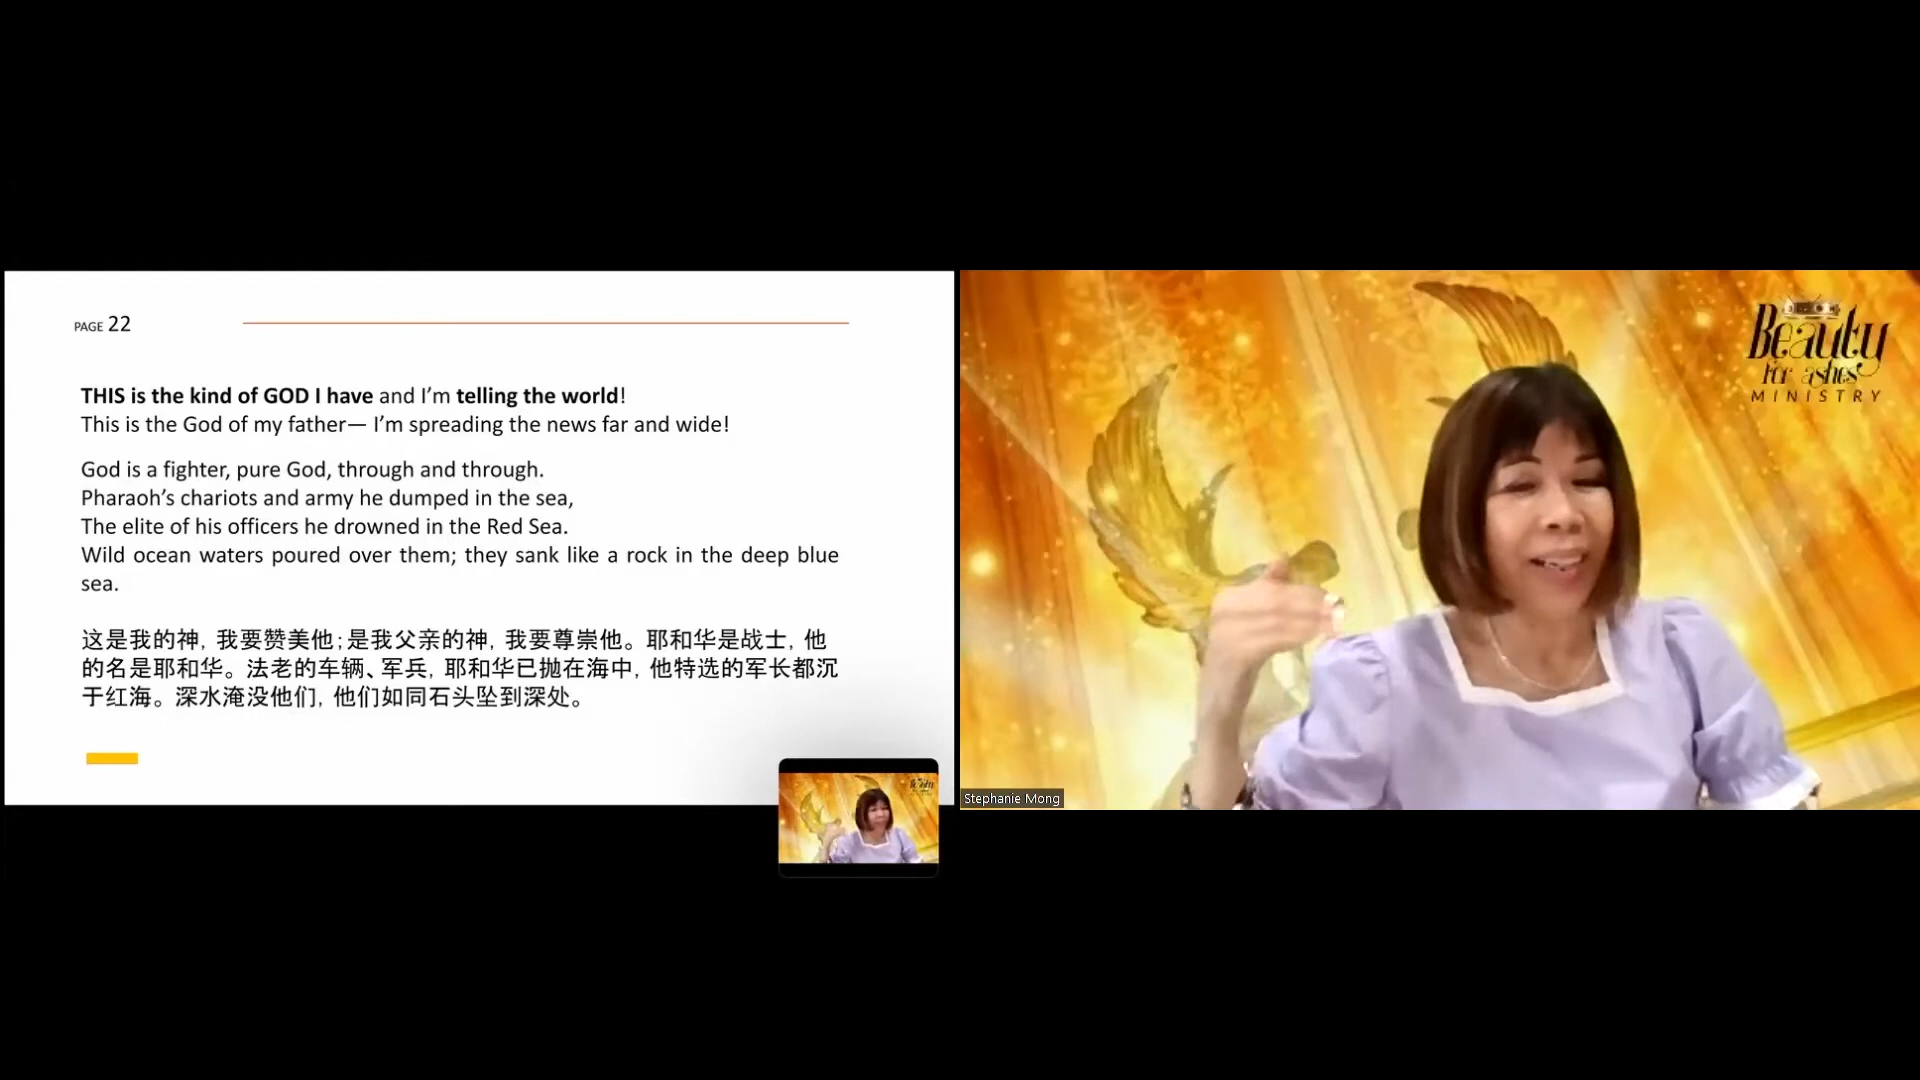 PAGE 22
THIS is the kind of GOD I have and I’m telling the world!
This is the God of my father— I’m spreading the news far and wide!
God is a fighter, pure God, through and through.
Pharaoh’s chariots and army he dumped in the sea,
The elite of his officers he drowned in the Red Sea.
Wild ocean waters poured over them; they sank like a rock in the deep blue
sea.
这是我的神, 我要赞美他;是我父亲的神, 我要尊崇他。耶和华是战士, 他
的名是耶和华。法老的车辆、军兵, 耶和华已抛在海中, 他特选的军长都沉
于红海。深水淹没他们, 他们如同石头坠到深处。
Beauty
For ashes
MINISTRY
Stephanie Mong